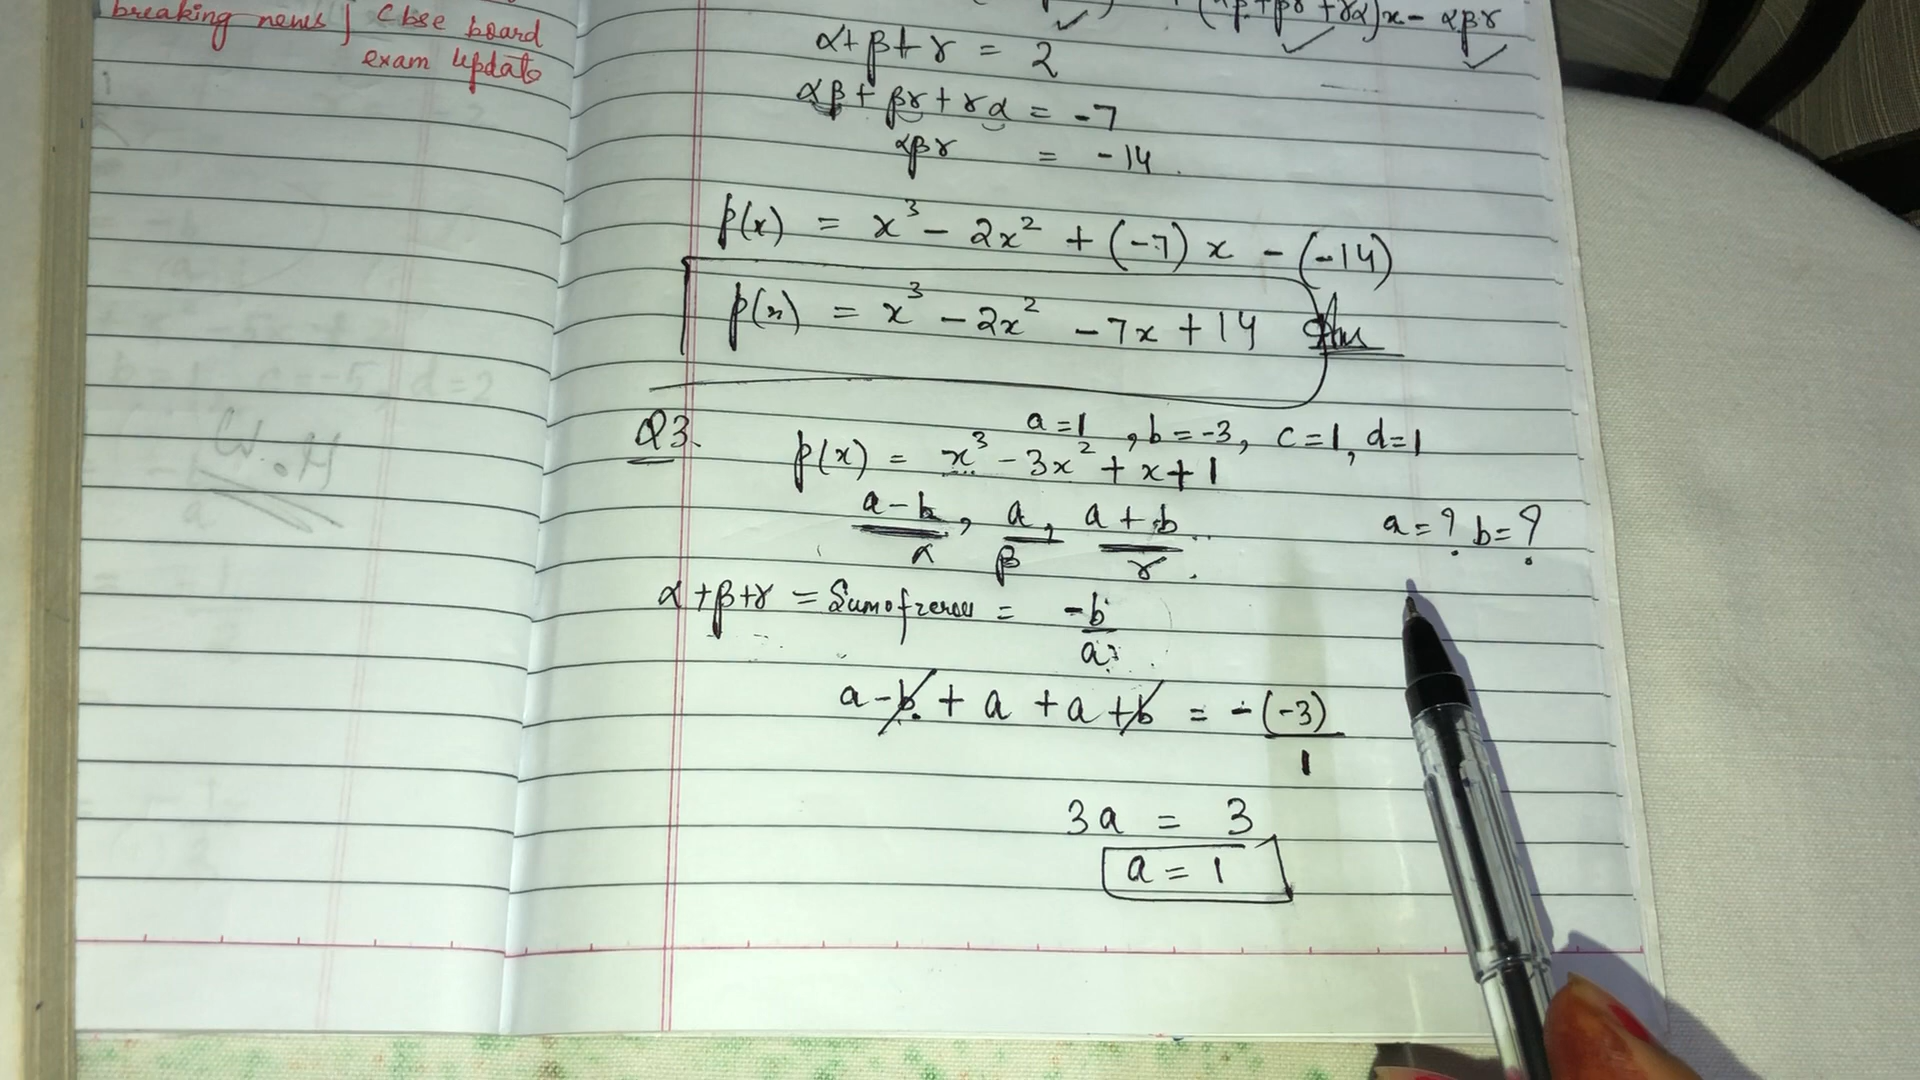 breaking news | Cbse board
exam Update
(αβ+βγ+γα)x - αβγ
α+β+γ = 2
αβ + βγ + γα = -7
αβγ = -14
p(x) = x³ - 2x² + (-7) x - (-14)
p(x) = x³ - 2x² - 7x + 14 Ans
Q3. a=1, b=-3, c=1, d=1
p(x) = x³ - 3x² + x + 1
a-b, a, a+b
a=? b=?
α β γ
α+β+γ = Sum of zeroes = -b/a
a-b + a + a + b = -(-3)/1
3a = 3
a = 1
W.H